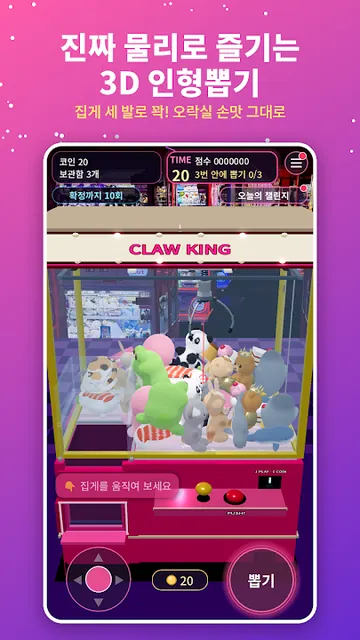 진짜 물리로 즐기는
3D 인형뽑기
집게 세 발로 꽉! 오락실 손맛 그대로
코인 20
보관함 3개
TIME 점수 0000000
20 3번 안에 뽑기 0/3
확정까지 10회
오늘의 챌린지
CLAW KING
1 PLAY · 1 COIN
👇 집게를 움직여 보세요
PUSH!
20
뽑기